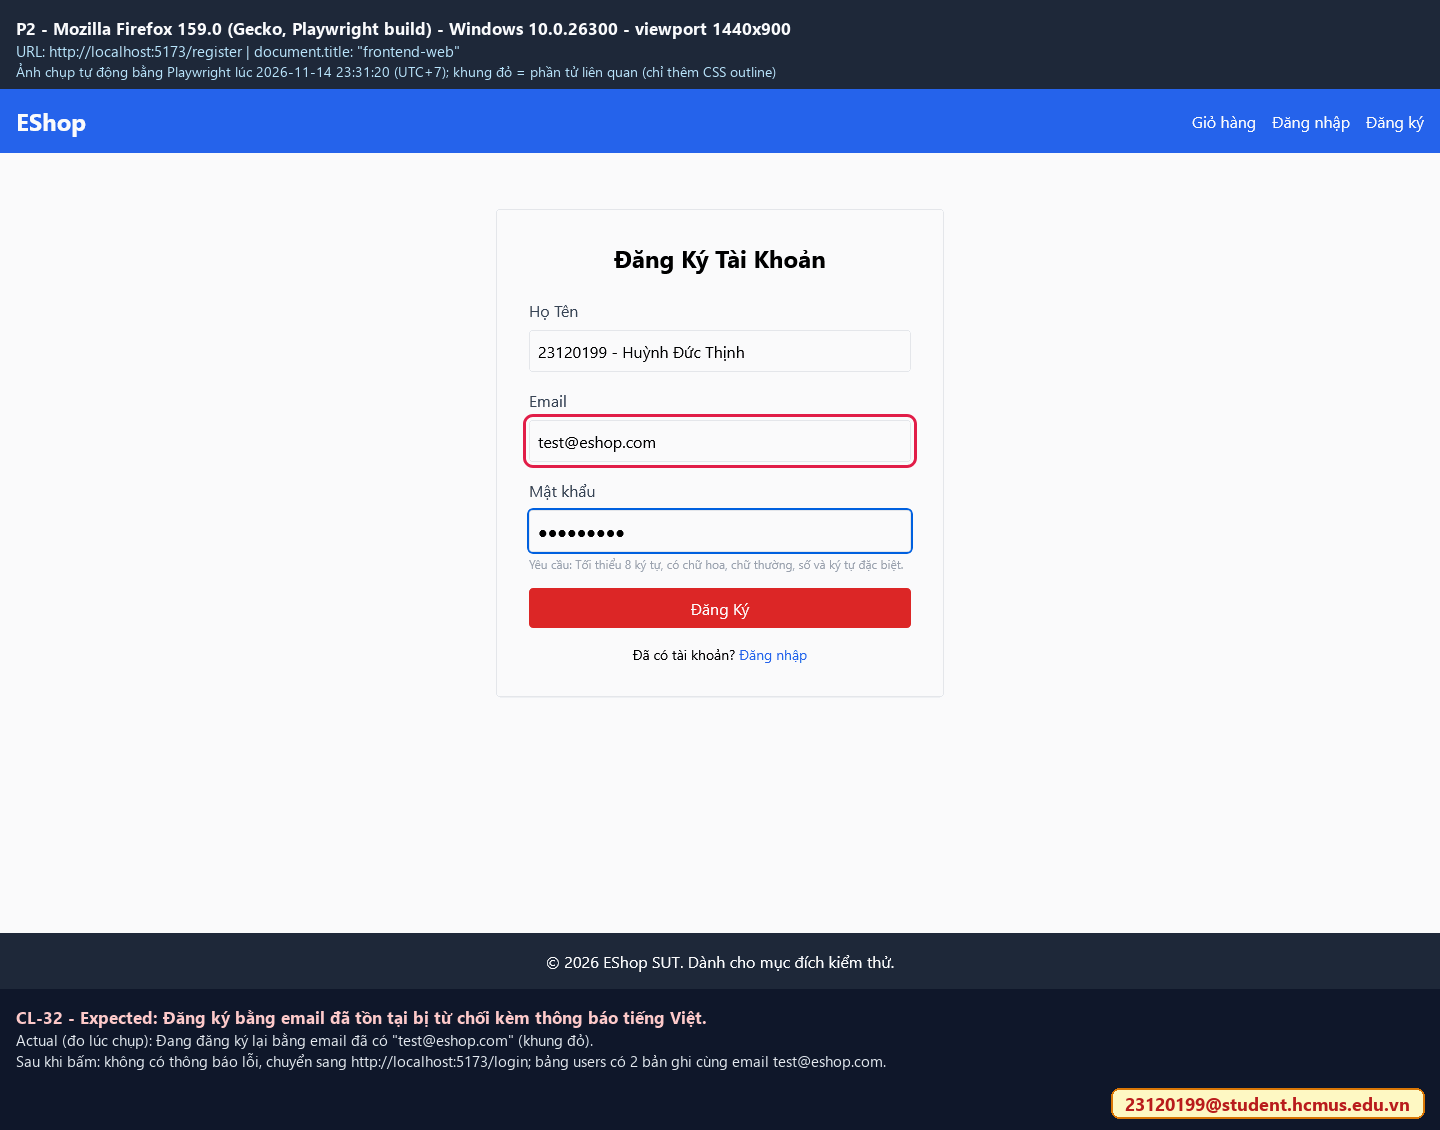 P2 - Mozilla Firefox 159.0 (Gecko, Playwright build) - Windows 10.0.26300 - viewport 1440x900
URL: http://localhost:5173/register | document.title: "frontend-web"
Ảnh chụp tự động bằng Playwright lúc 2026-11-14 23:31:20 (UTC+7); khung đỏ = phần tử liên quan (chỉ thêm CSS outline)
EShop
Giỏ hàng Đăng nhập Đăng ký
Đăng Ký Tài Khoản
Họ Tên
23120199 - Huỳnh Đức Thịnh
Email
test@eshop.com
Mật khẩu
●●●●●●●●●
Yêu cầu: Tối thiểu 8 ký tự, có chữ hoa, chữ thường, số và ký tự đặc biệt.
Đăng Ký
Đã có tài khoản? Đăng nhập
© 2026 EShop SUT. Dành cho mục đích kiểm thử.
CL-32 - Expected: Đăng ký bằng email đã tồn tại bị từ chối kèm thông báo tiếng Việt.
Actual (đo lúc chụp): Đang đăng ký lại bằng email đã có "test@eshop.com" (khung đỏ).
Sau khi bấm: không có thông báo lỗi, chuyển sang http://localhost:5173/login; bảng users có 2 bản ghi cùng email test@eshop.com.
23120199@student.hcmus.edu.vn